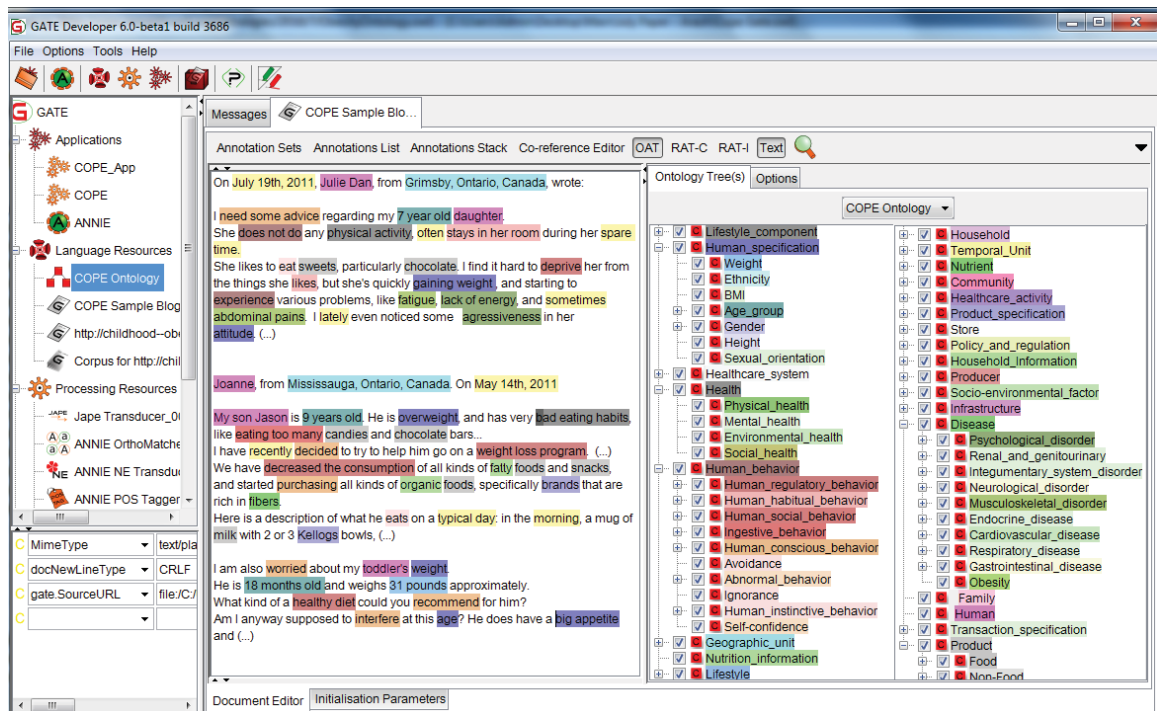 GATE Developer 6.0-beta1 build 3686
File Options Tools Help
GATE
Applications
COPE_App
COPE
ANNIE
Language Resources
COPE Ontology
COPE Sample Blog
http://childhood--obe
Corpus for http://chil
Processing Resources
Jape Transducer_00
ANNIE OrthoMatche
ANNIE NE Transdu
ANNIE POS Tagger
C MimeType text/pla
C docNewLineType CRLF
C gate.SourceURL file:/C:/
C
Messages COPE Sample Blo...
Annotation Sets Annotations List Annotations Stack Co-reference Editor OAT RAT-C RAT-I Text
On July 19th, 2011, Julie Dan, from Grimsby, Ontario, Canada, wrote:
I need some advice regarding my 7 year old daughter.
She does not do any physical activity, often stays in her room during her spare
time.
She likes to eat sweets, particularly chocolate. I find it hard to deprive her from
the things she likes, but she's quickly gaining weight , and starting to
experience various problems, like fatigue, lack of energy, and sometimes
abdominal pains. I lately even noticed some agressiveness in her
attitude. (...)
Joanne, from Mississauga, Ontario, Canada. On May 14th, 2011
My son Jason is 9 years old. He is overweight, and has very bad eating habits,
like eating too many candies and chocolate bars...
I have recently decided to try to help him go on a weight loss program. (...)
We have decreased the consumption of all kinds of fatty foods and snacks,
and started purchasing all kinds of organic foods, specifically brands that are
rich in fibers.
Here is a description of what he eats on a typical day: in the morning, a mug of
milk with 2 or 3 Kellogs bowls, (...)
I am also worried about my toddler's weight.
He is 18 months old and weighs 31 pounds approximately.
What kind of a healthy diet could you recommend for him?
Am I anyway supposed to interfere at this age? He does have a big appetite
and (...)
Document Editor Initialisation Parameters
Ontology Tree(s) Options
COPE Ontology
C Lifestyle_component
C Human_specification
C Weight
C Ethnicity
C BMI
C Age_group
C Gender
C Height
C Sexual_orientation
C Healthcare_system
C Health
C Physical_health
C Mental_health
C Environmental_health
C Social_health
C Human_behavior
C Human_regulatory_behavior
C Human_habitual_behavior
C Human_social_behavior
C Ingestive_behavior
C Human_conscious_behavior
C Avoidance
C Abnormal_behavior
C Ignorance
C Human_instinctive_behavior
C Self-confidence
C Geographic_unit
C Nutrition_information
C Lifestyle
C Household
C Temporal_Unit
C Nutrient
C Community
C Healthcare_activity
C Product_specification
C Store
C Policy_and_regulation
C Household_Information
C Producer
C Socio-environmental_factor
C Infrastructure
C Disease
C Psychological_disorder
C Renal_and_genitourinary
C Integumentary_system_disorder
C Neurological_disorder
C Musculoskeletal_disorder
C Endocrine_disease
C Cardiovascular_disease
C Respiratory_disease
C Gastrointestinal_disease
C Obesity
C Family
C Human
C Transaction_specification
C Product
C Food
C Non-Food